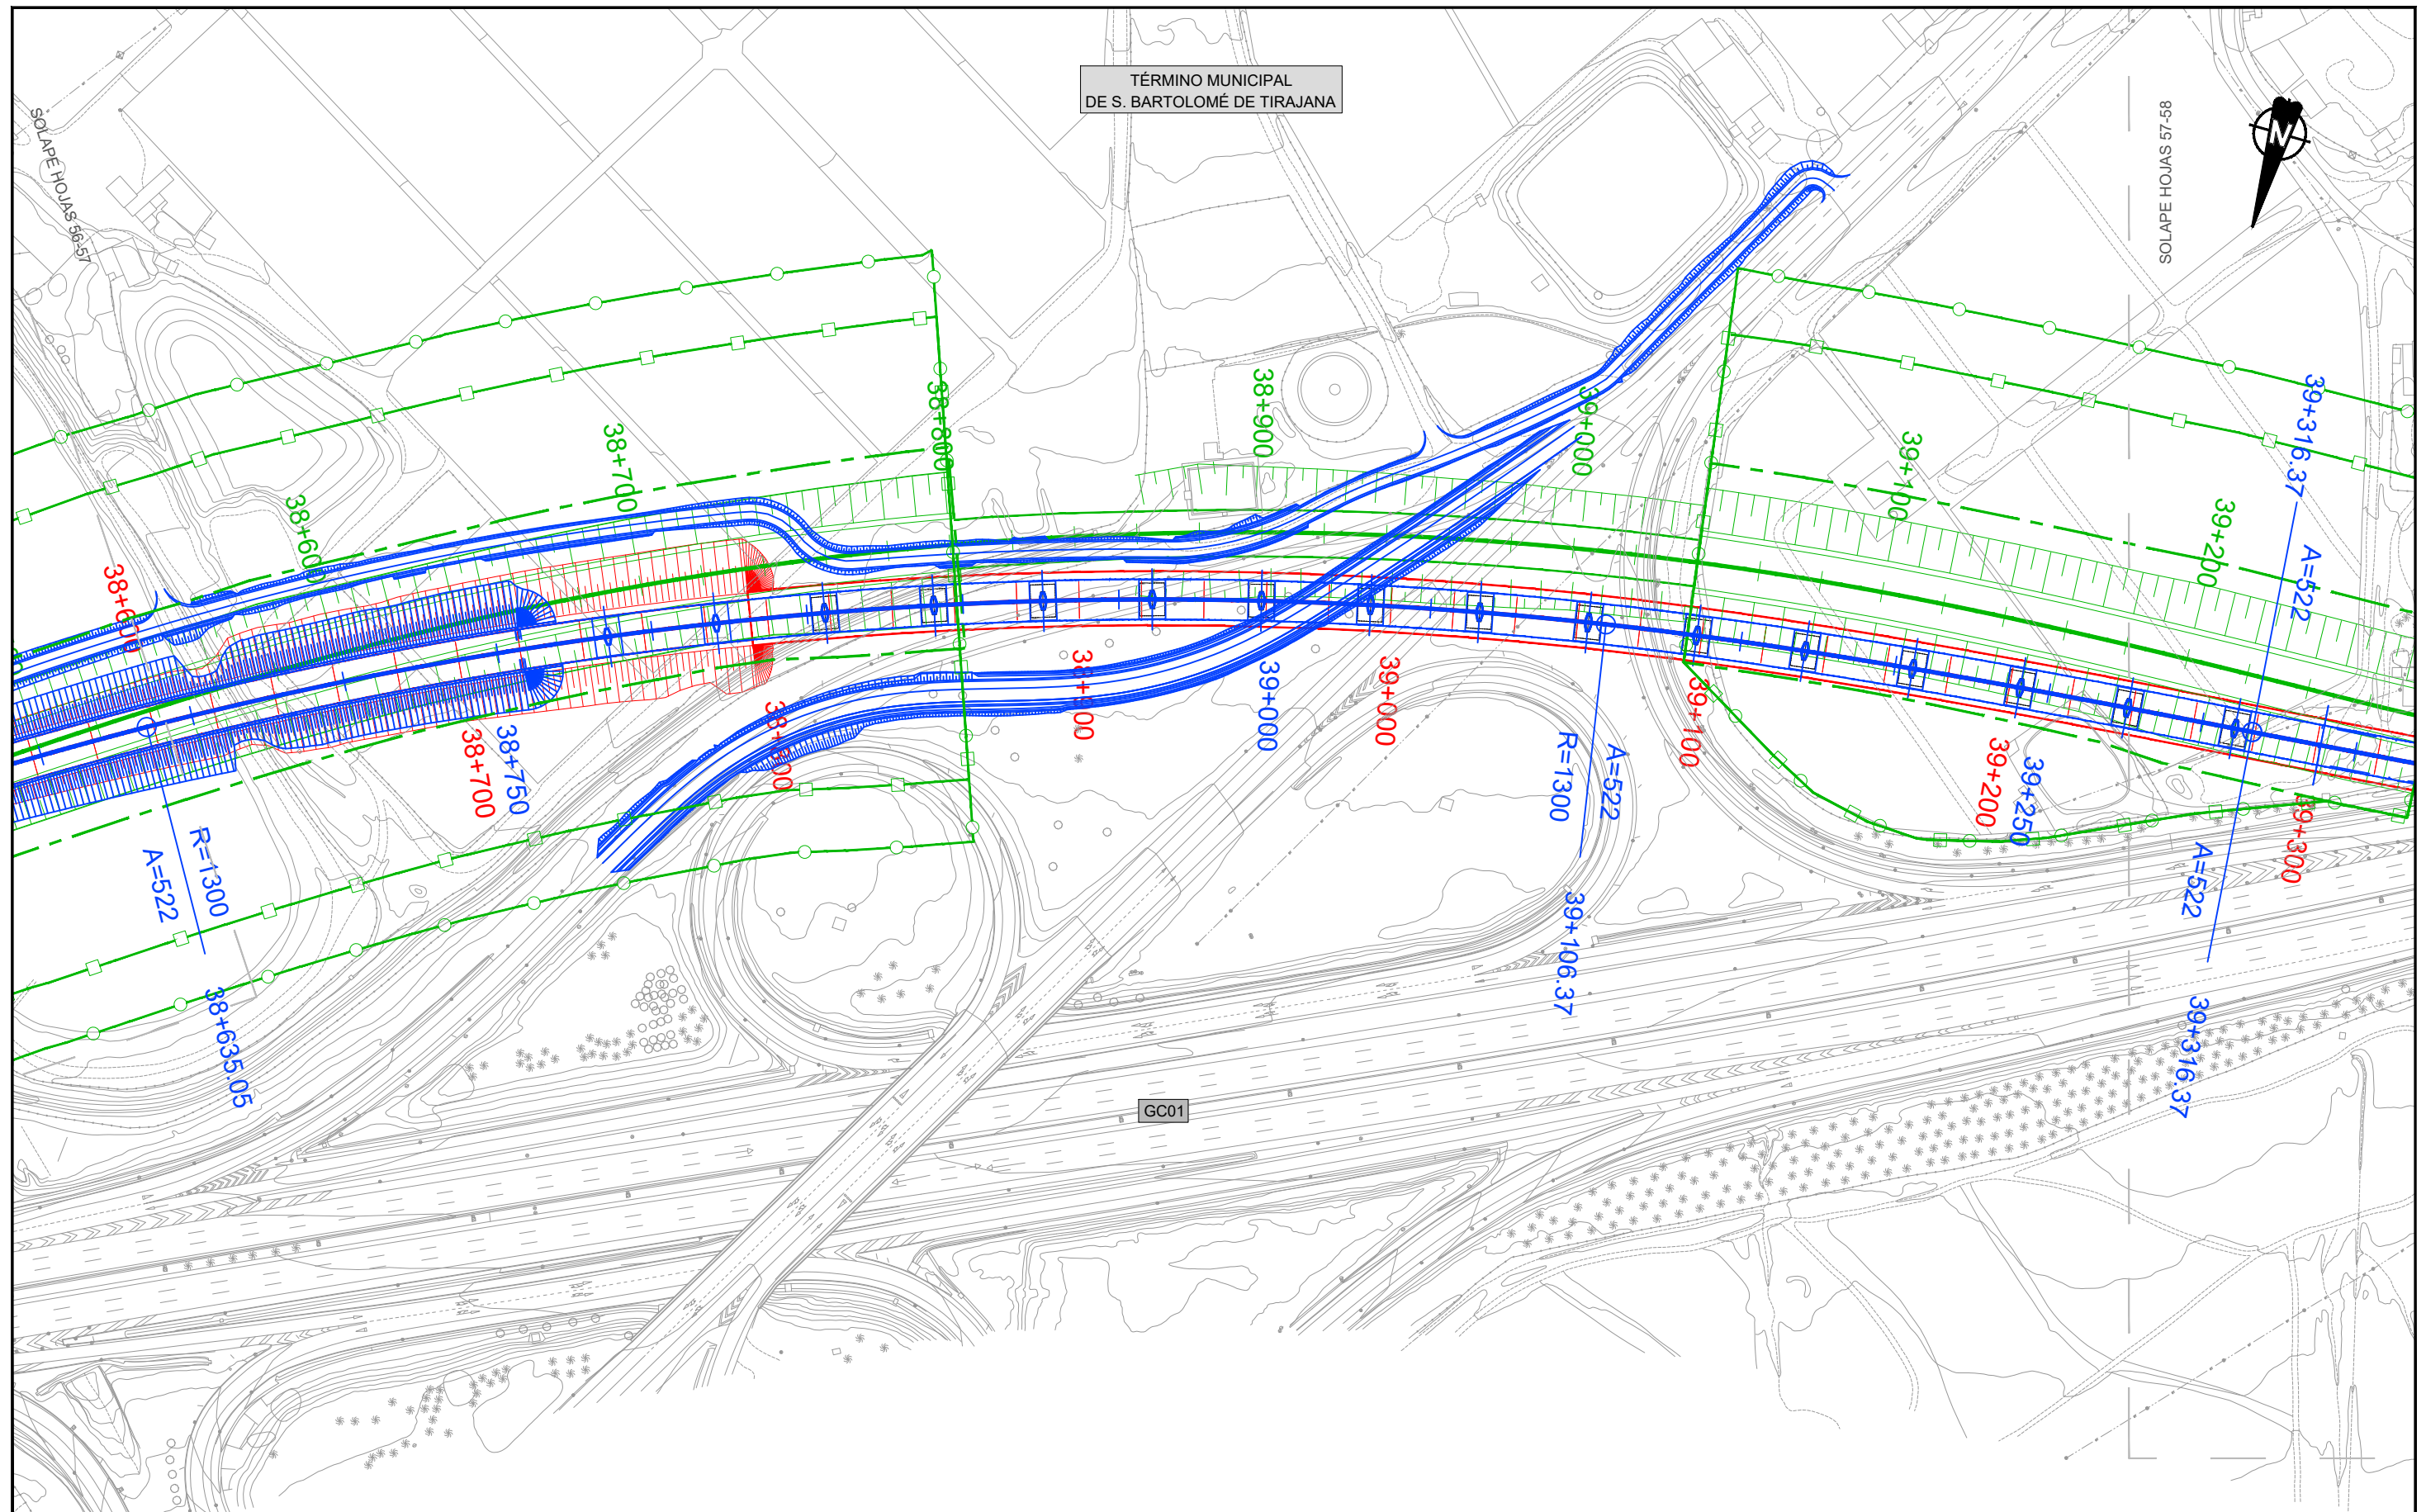 TÉRMINO MUNICIPAL
DE S. BARTOLOMÉ DE TIRAJANA
SOLAPE HOJAS 56-57
SOLAPE HOJAS 57-58
N
38+600
38+700
38+800
38+900
39+000
39+100
39+200
39+316.37
A=522
38+600
38+700
38+800
38+900
39+000
39+100
39+200
39+300
38+750
39+000
39+250
R=1300
A=522
38+635.05
R=1300
A=522
39+106.37
A=522
39+316.37
GC01